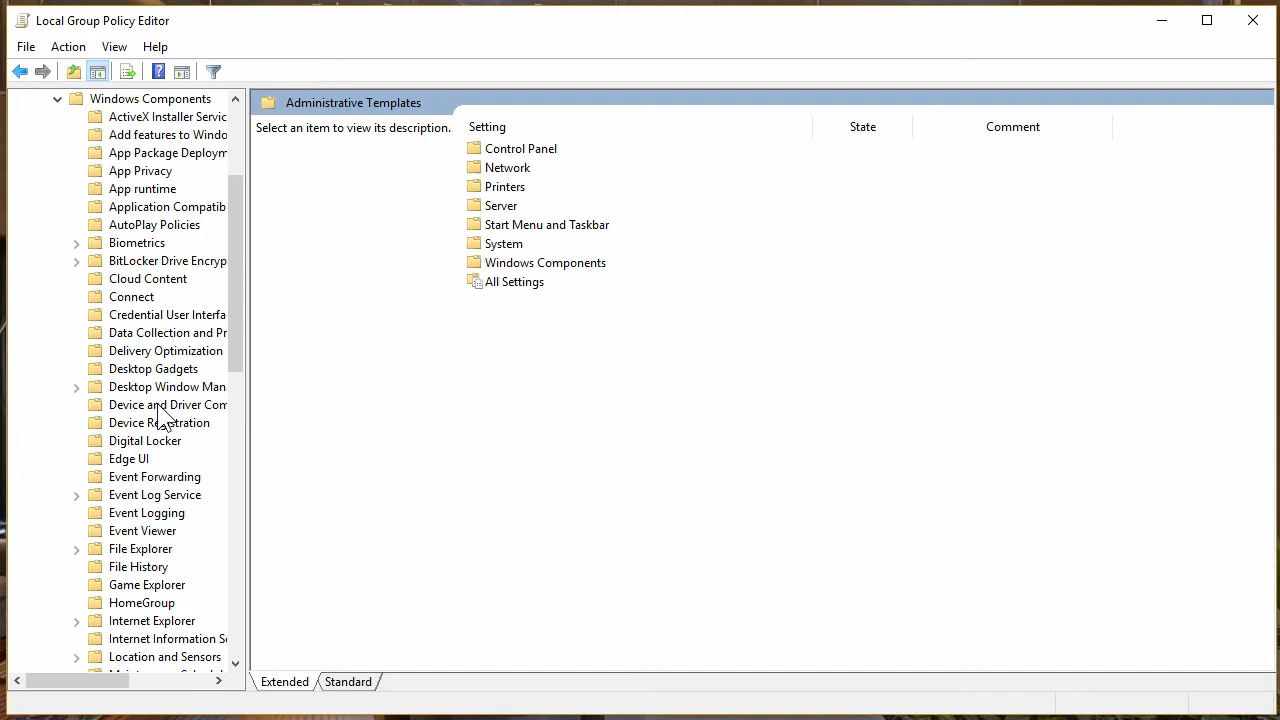 Local Group Policy Editor
File Action View Help
Windows Components
ActiveX Installer Servic
Add features to Windo
App Package Deploym
App Privacy
App runtime
Application Compatib
AutoPlay Policies
Biometrics
BitLocker Drive Encryp
Cloud Content
Connect
Credential User Interfa
Data Collection and Pr
Delivery Optimization
Desktop Gadgets
Desktop Window Man
Device and Driver Com
Device Registration
Digital Locker
Edge UI
Event Forwarding
Event Log Service
Event Logging
Event Viewer
File Explorer
File History
Game Explorer
HomeGroup
Internet Explorer
Internet Information Se
Location and Sensors
Administrative Templates
Select an item to view its description.
Setting State Comment
Control Panel
Network
Printers
Server
Start Menu and Taskbar
System
Windows Components
All Settings
Extended Standard